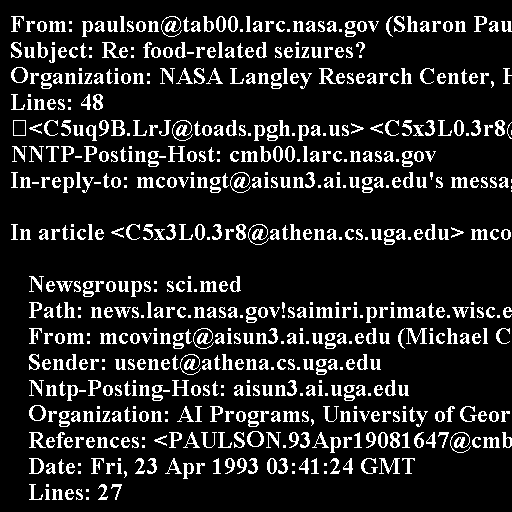 From: paulson@tab00.larc.nasa.gov (Sharon Pau
Subject: Re: food-related seizures?
Organization: NASA Langley Research Center, H
Lines: 48
<C5uq9B.LrJ@toads.pgh.pa.us> <C5x3L0.3r8@
NNTP-Posting-Host: cmb00.larc.nasa.gov
In-reply-to: mcovingt@aisun3.ai.uga.edu's messa
In article <C5x3L0.3r8@athena.cs.uga.edu> mco
Newsgroups: sci.med
Path: news.larc.nasa.gov!saimiri.primate.wisc.e
From: mcovingt@aisun3.ai.uga.edu (Michael C
Sender: usenet@athena.cs.uga.edu
Nntp-Posting-Host: aisun3.ai.uga.edu
Organization: AI Programs, University of Geor
References: <PAULSON.93Apr19081647@cmb
Date: Fri, 23 Apr 1993 03:41:24 GMT
Lines: 27